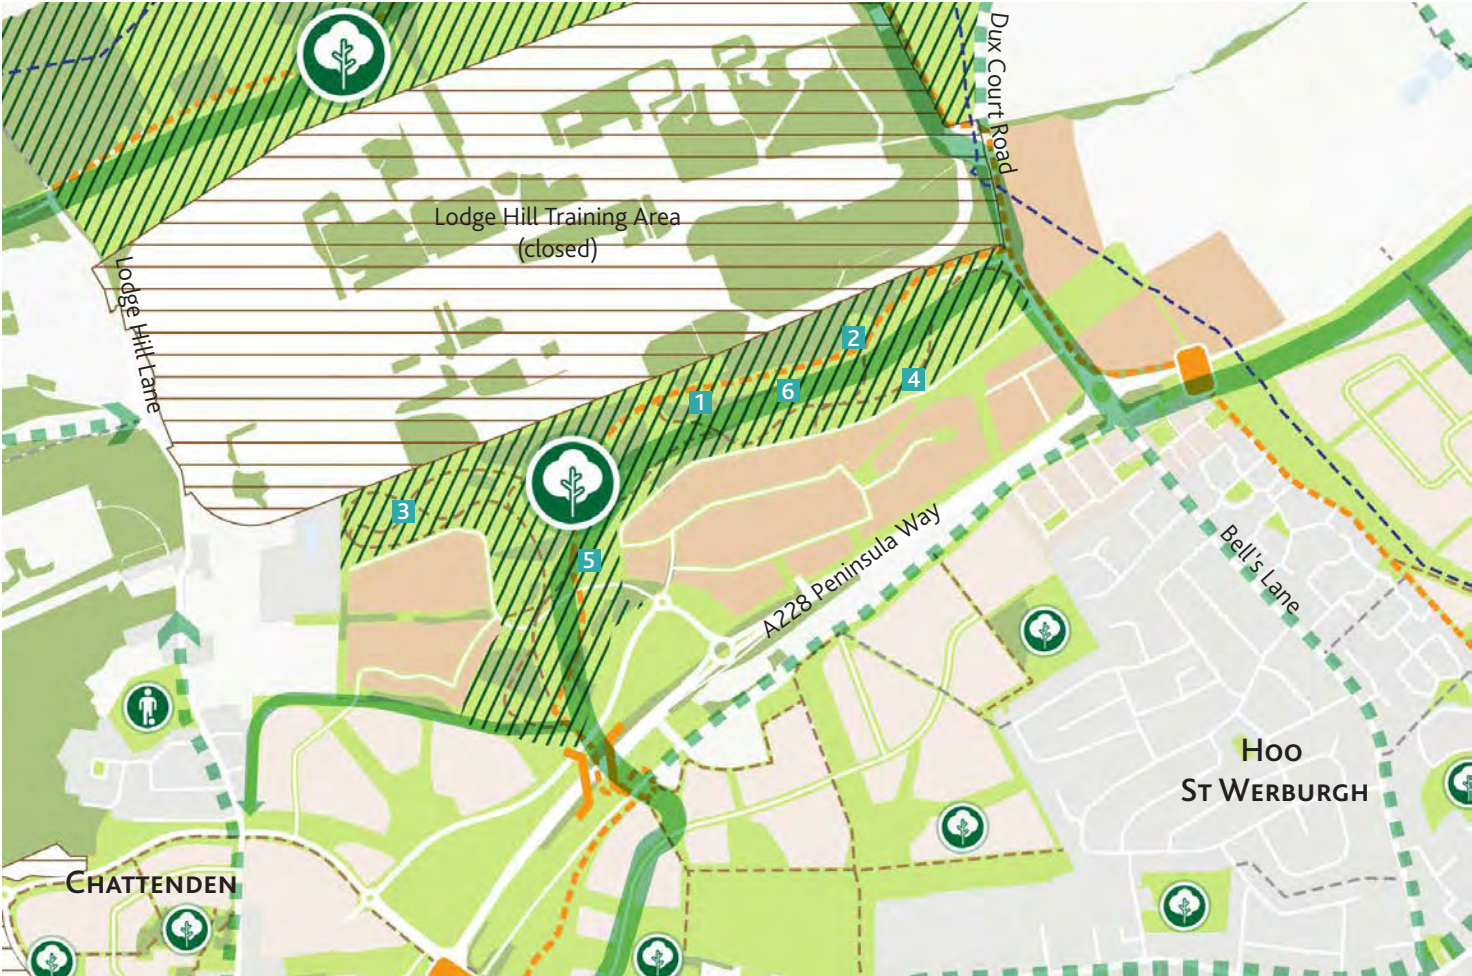 Dux Court Road
Lodge Hill Training Area
(closed)
Lodge Hill Lane
2
4
6
1
3
5
A228 Peninsula Way
Bell's Lane
Hoo
St Werburgh
Chattenden